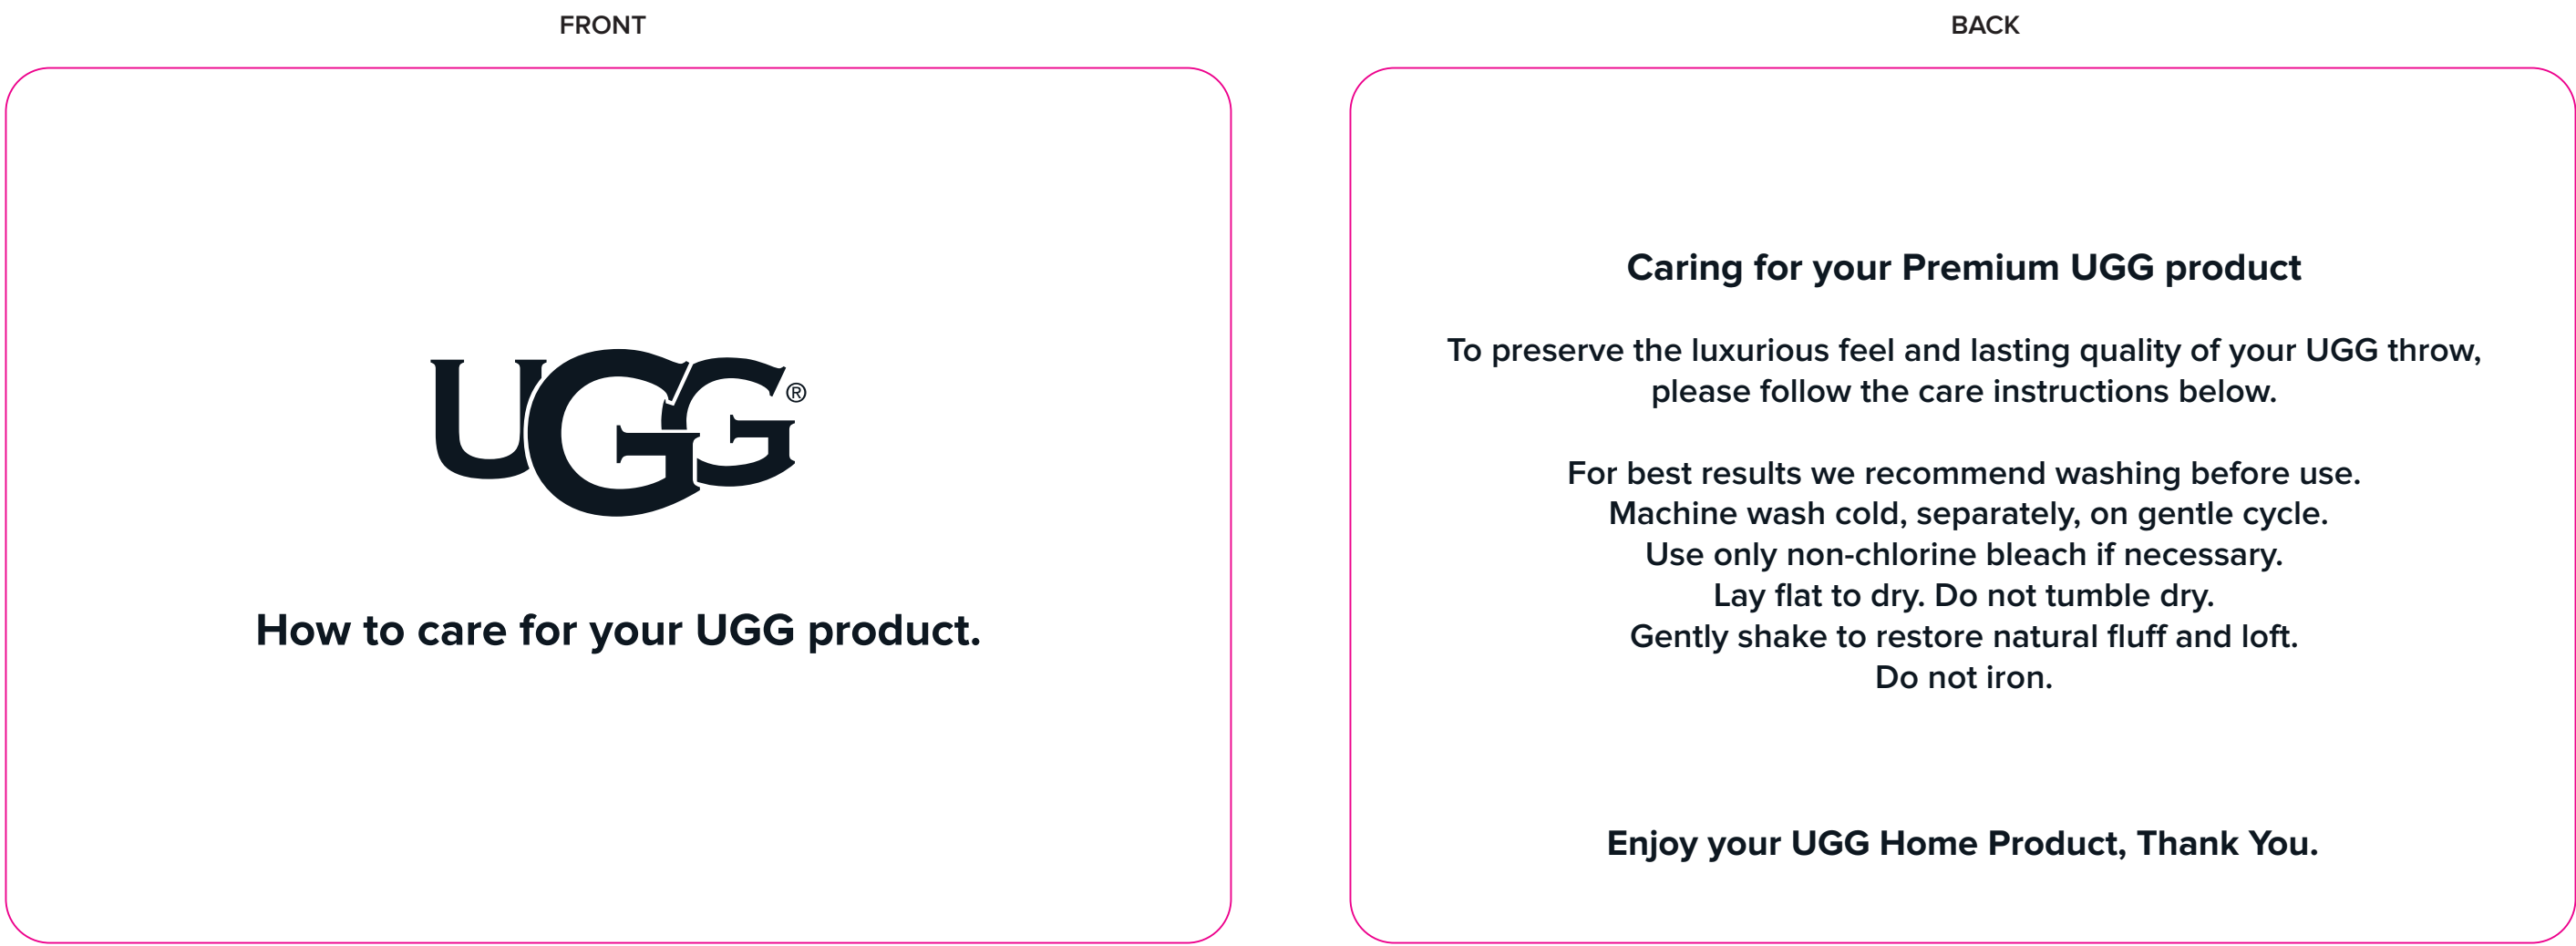 FRONT
UGG®
How to care for your UGG product.
BACK
Caring for your Premium UGG product
To preserve the luxurious feel and lasting quality of your UGG throw,
please follow the care instructions below.
For best results we recommend washing before use.
Machine wash cold, separately, on gentle cycle.
Use only non-chlorine bleach if necessary.
Lay flat to dry. Do not tumble dry.
Gently shake to restore natural fluff and loft.
Do not iron.
Enjoy your UGG Home Product, Thank You.